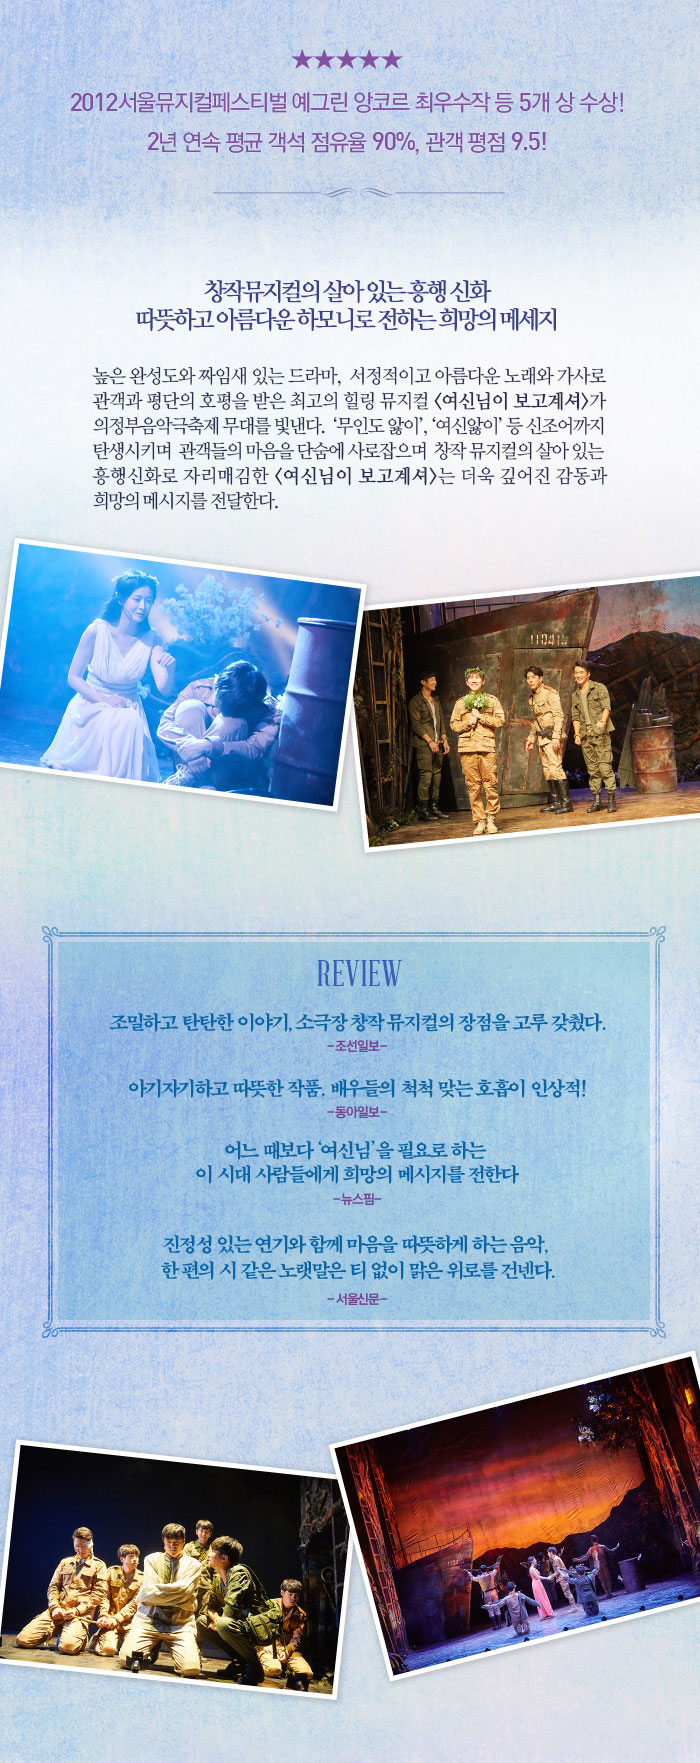 ★★★★★
2012서울뮤지컬페스티벌 예그린 앙코르 최우수작 등 5개 상 수상!
2년 연속 평균 객석 점유율 90%, 관객 평점 9.5!
창작뮤지컬의 살아 있는 흥행 신화
따뜻하고 아름다운 하모니로 전하는 희망의 메세지
높은 완성도와 짜임새 있는 드라마, 서정적이고 아름다운 노래와 가사로
관객과 평단의 호평을 받은 최고의 힐링 뮤지컬 <여신님이 보고계셔>가
의정부음악극축제 무대를 빛낸다. ‘무인도 앓이’, ‘여신앓이’ 등 신조어까지
탄생시키며 관객들의 마음을 단숨에 사로잡으며 창작 뮤지컬의 살아 있는
흥행신화로 자리매김한 <여신님이 보고계셔>는 더욱 깊어진 감동과
희망의 메시지를 전달한다.
110411
REVIEW
조밀하고 탄탄한 이야기, 소극장 창작 뮤지컬의 장점을 고루 갖췄다.
-조선일보-
아기자기하고 따뜻한 작품. 배우들의 척척 맞는 호흡이 인상적!
-동아일보-
어느 때보다 ‘여신님’을 필요로 하는
이 시대 사람들에게 희망의 메시지를 전한다
-뉴스핌-
진정성 있는 연기와 함께 마음을 따뜻하게 하는 음악,
한 편의 시 같은 노랫말은 티 없이 맑은 위로를 건넨다.
-서울신문-